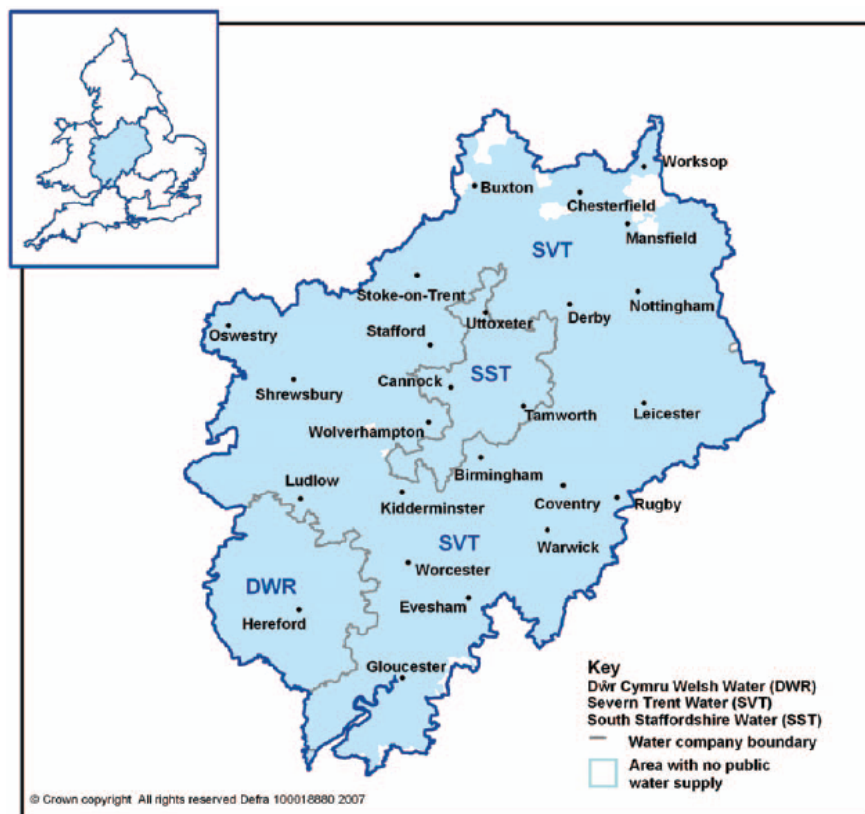 Worksop
Buxton
Chesterfield
Mansfield
SVT
Stoke-on-Trent
Nottingham
Uttoxeter
Derby
Oswestry
Stafford
SST
Cannock
Shrewsbury
Tamworth
Leicester
Wolverhampton
Birmingham
Ludlow
Kidderminster
Coventry
Rugby
SVT
Warwick
Worcester
DWR
Evesham
Hereford
Gloucester
Key
Dŵr Cymru Welsh Water (DWR)
Severn Trent Water (SVT)
South Staffordshire Water (SST)
Water company boundary
Area with no public
water supply
© Crown copyright All rights reserved Defra 100018880 2007